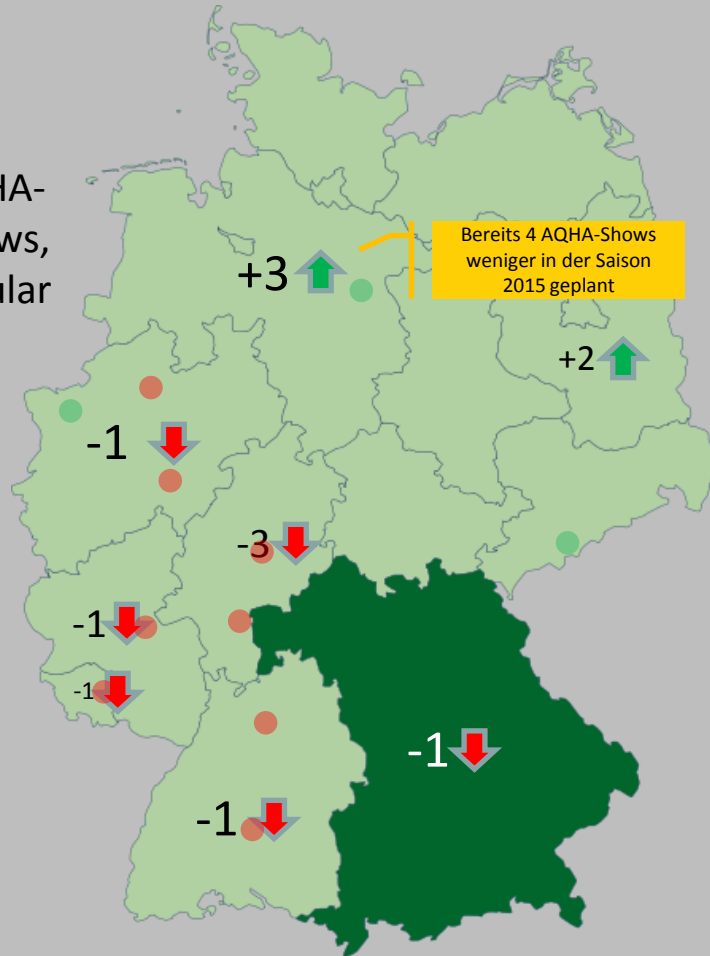 HA-
ws,
ular
Bereits 4 AQHA-Shows
weniger in der Saison
2015 geplant
+3
+2
-1
-3
-1
-1
-1
-1